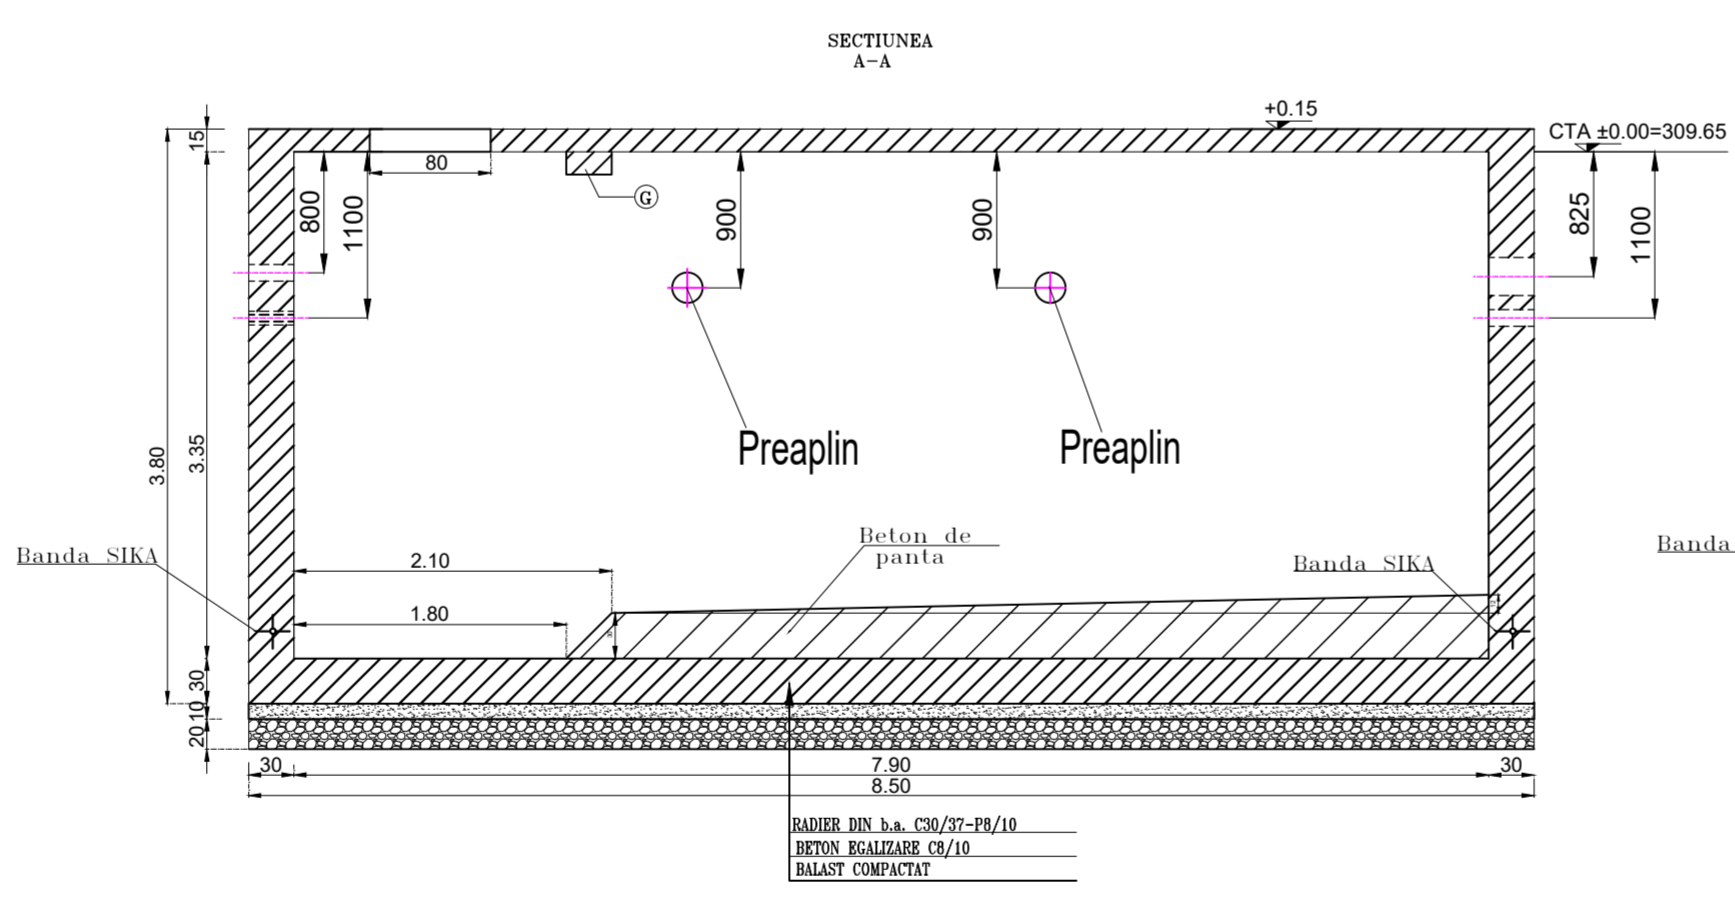 SECTIUNEA
A-A
+0.15
CTA ±0.00=309.65
15
80
G
800
1100
900
900
825
1100
Preaplin
Preaplin
3.80
3.35
Banda SIKA
2.10
Beton de
panta
Banda SIKA
Banda
1.80
30
10
20
30
7.90
30
8.50
RADIER DIN b.a. C30/37-P8/10
BETON EGALIZARE C8/10
BALAST COMPACTAT